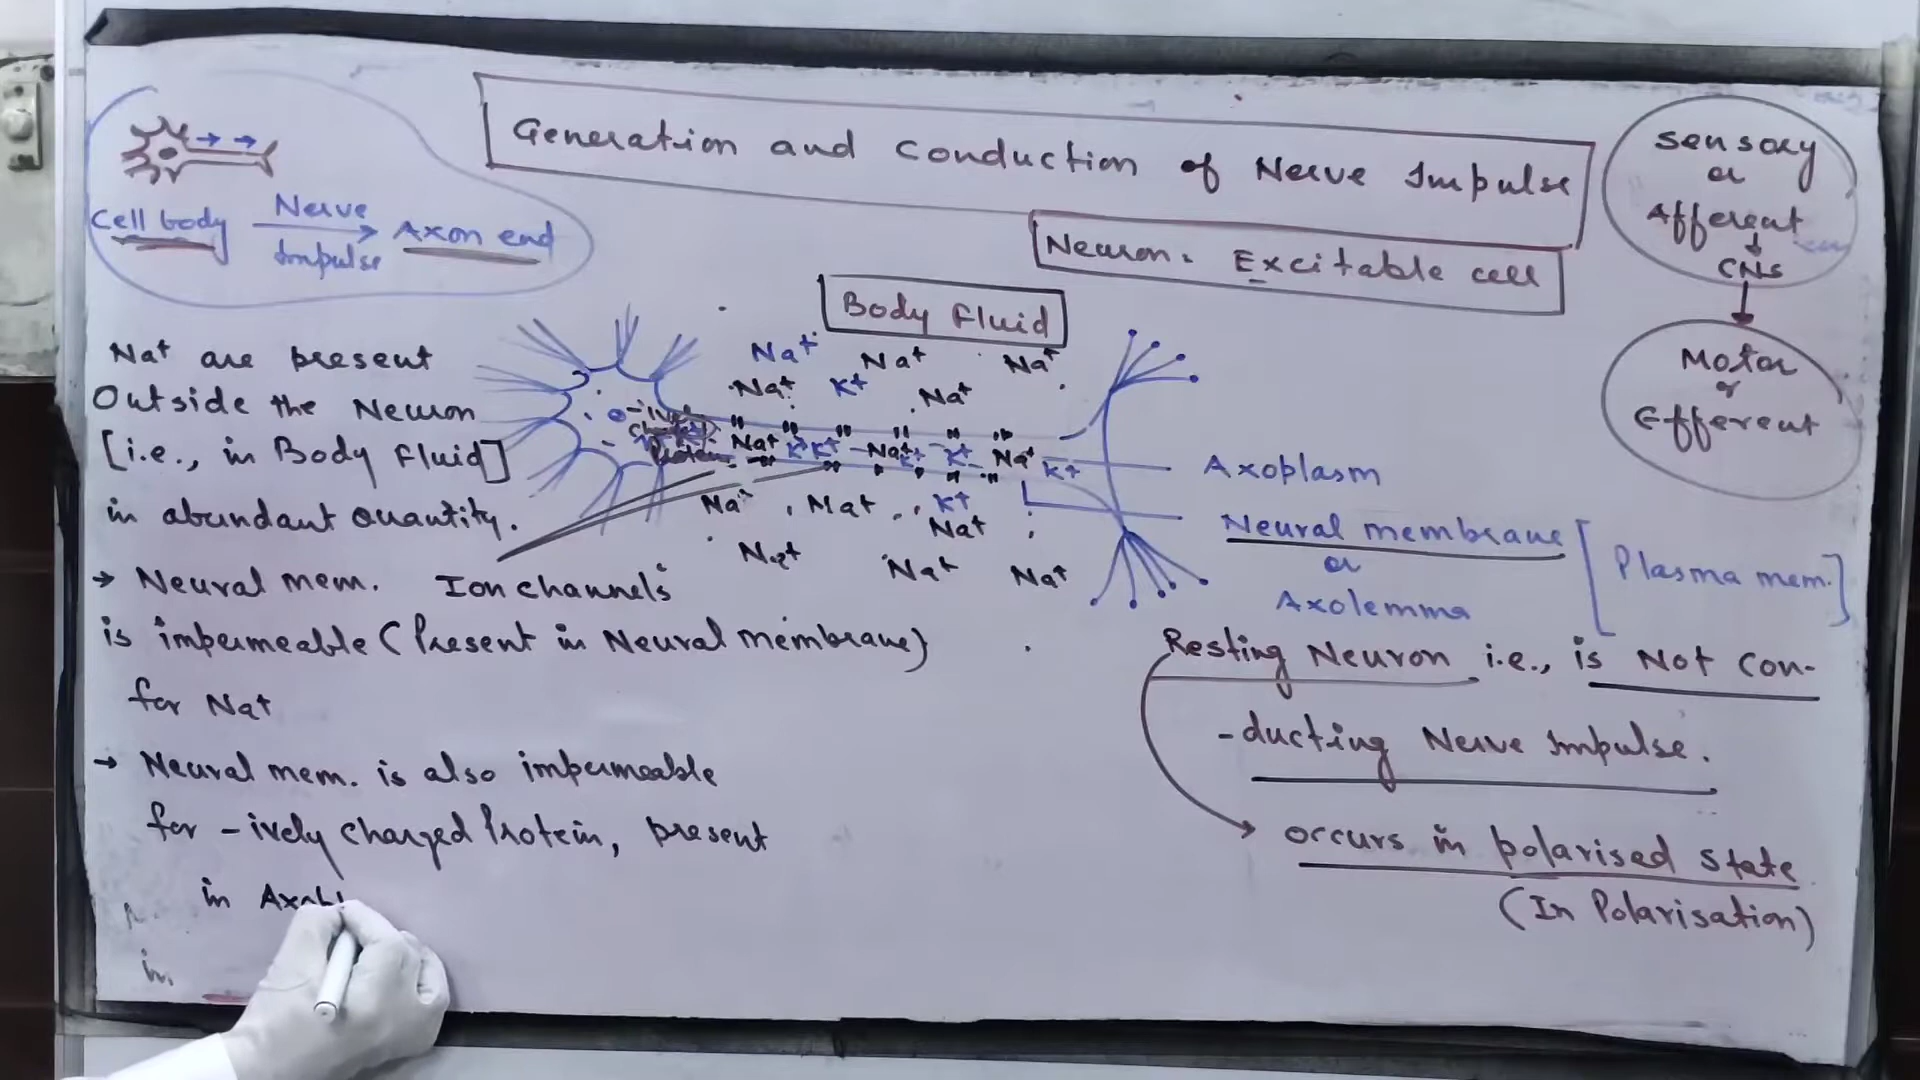 Generation and Conduction of Nerve Impulse
Neuron. Excitable cell
Cell body
Nerve
Impulse
Axon end
Sensory
or
Afferent
CNS
Motor
or
Efferent
Body fluid
Na+ Na+ Na+
Na+ K+ Na+
-ively
charged
Protein
Na+ K+ K+ Na+ K+ K+ Na+ K+
Na+ Na+ K+
Na+
Na+ Na+ Na+
Na+ are present
Outside the Neuron
[i.e., in Body fluid]
in abundant quantity.
→ Neural mem.
is impermeable
for Na+
Ion channels
(Present in Neural membrane)
→ Neural mem. is also impermeable
for -ively charged Protein, present
in
in
Axoplasm
Neural membrane
or
Axolemma
[Plasma mem.]
Resting Neuron i.e., is Not Con-
-ducting Nerve Impulse.
→ occurs in polarised state
(In Polarisation)